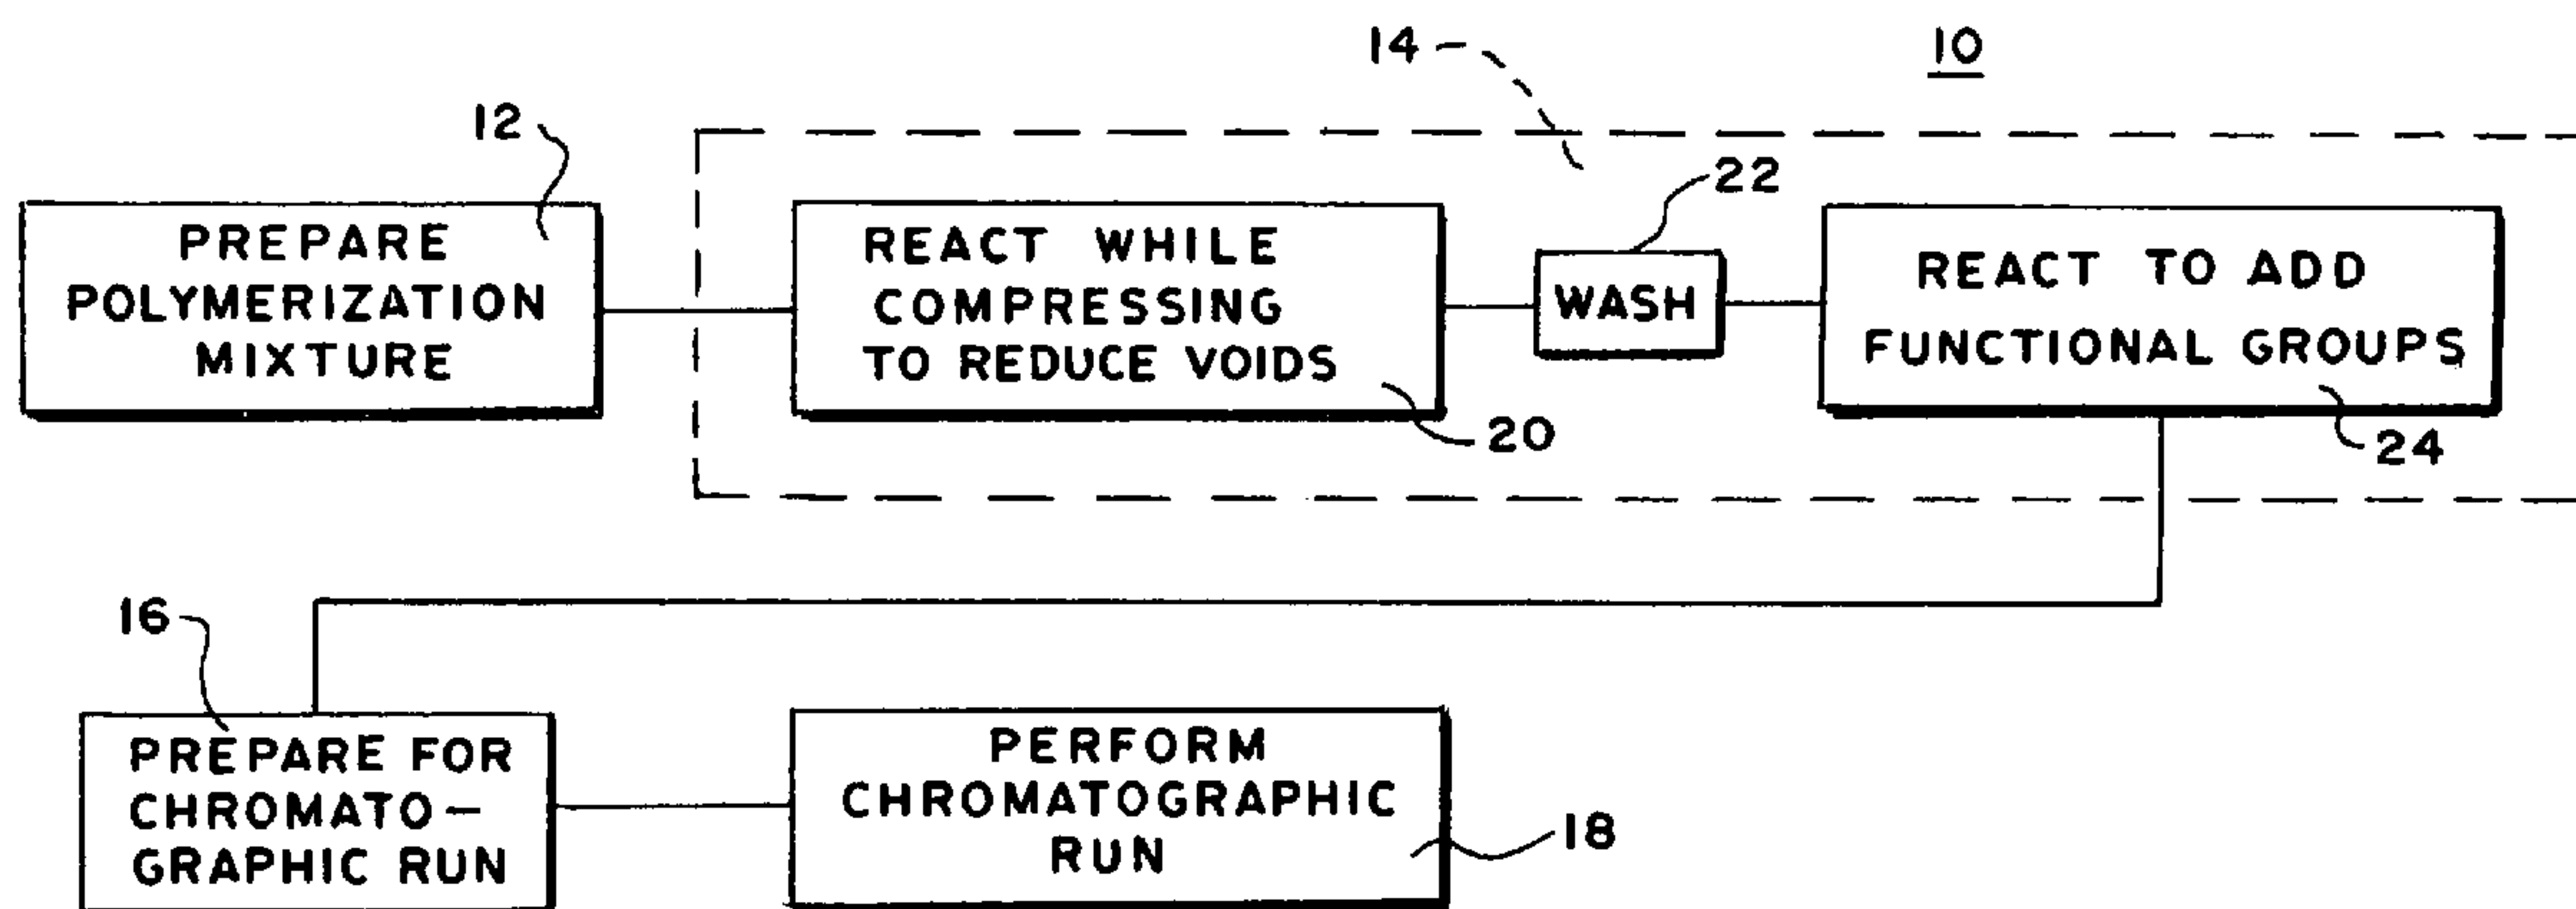 14
10
12
22
PREPARE
POLYMERIZATION
MIXTURE
REACT WHILE
COMPRESSING
TO REDUCE VOIDS
WASH
REACT TO ADD
FUNCTIONAL GROUPS
20
24
16
PREPARE FOR
CHROMATO-
GRAPHIC RUN
PERFORM
CHROMATOGRAPHIC
RUN
18